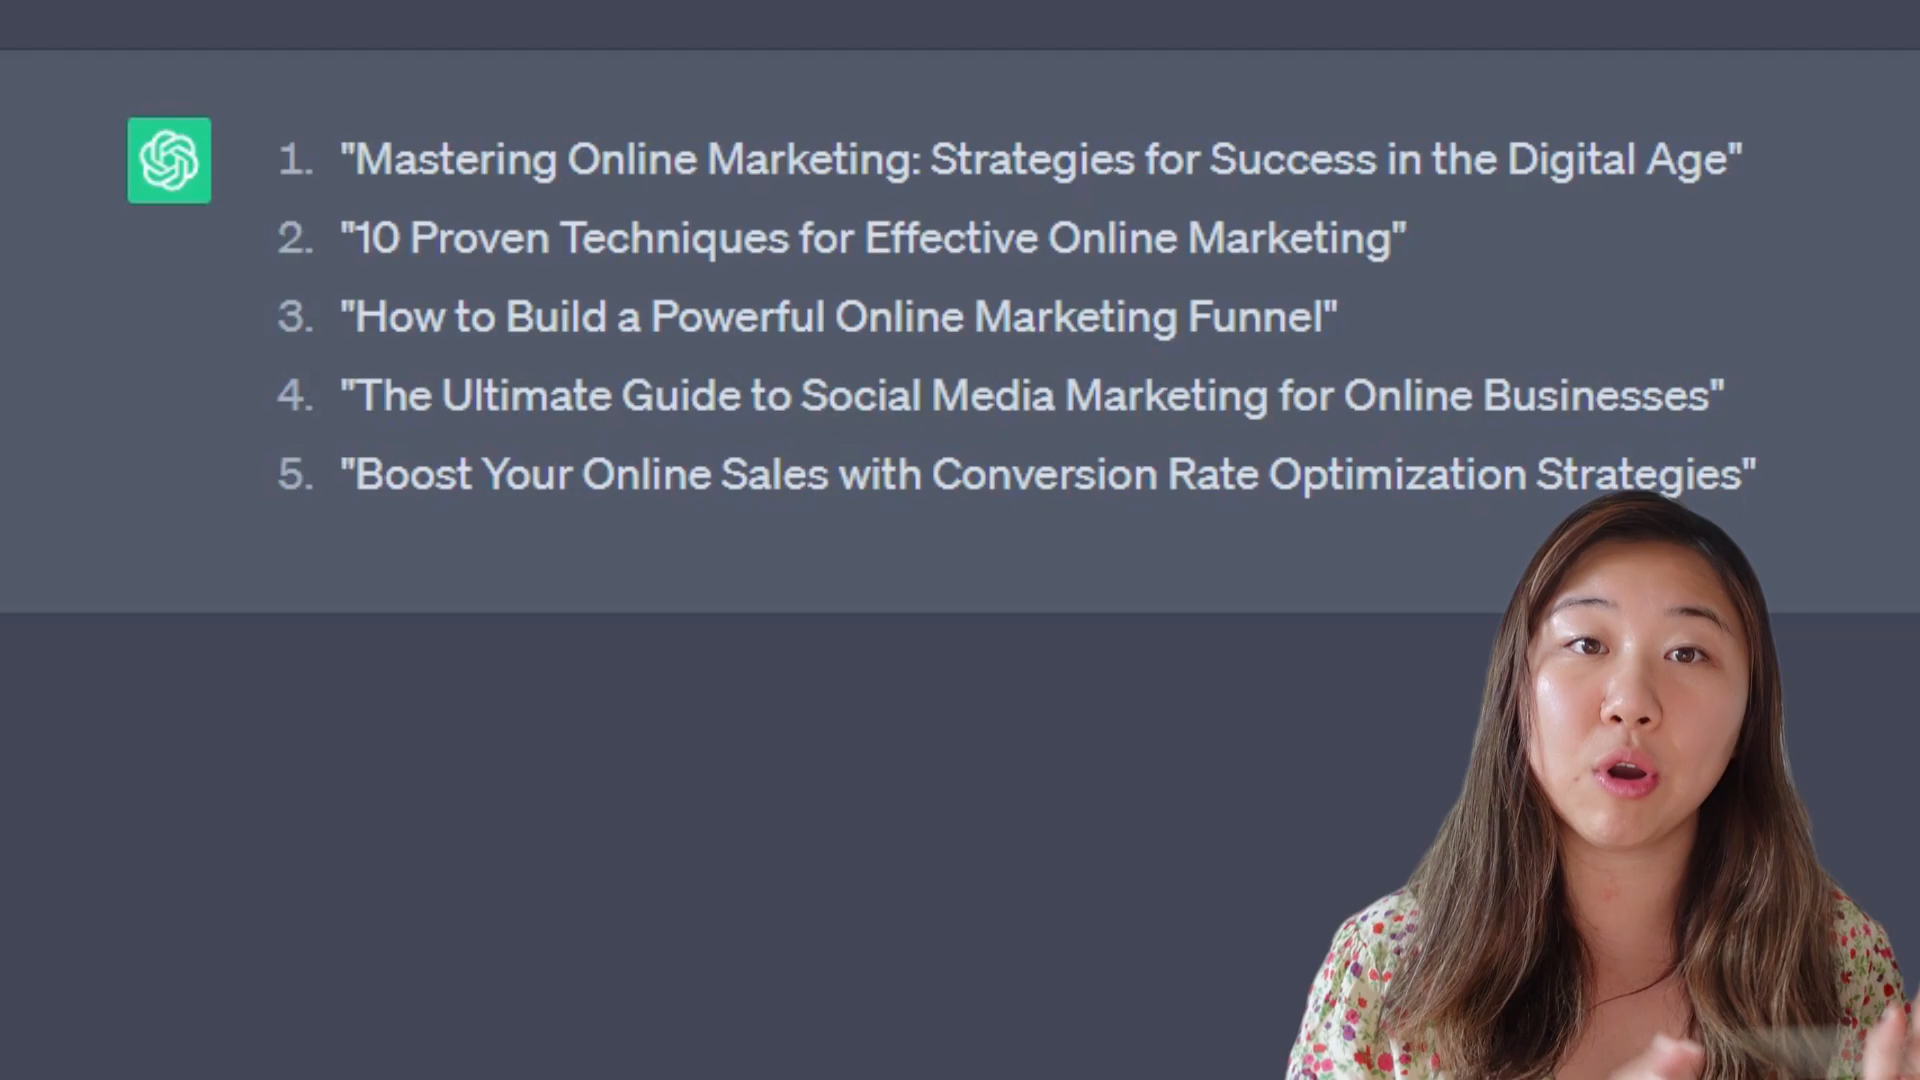 1. "Mastering Online Marketing: Strategies for Success in the Digital Age"
2. "10 Proven Techniques for Effective Online Marketing"
3. "How to Build a Powerful Online Marketing Funnel"
4. "The Ultimate Guide to Social Media Marketing for Online Businesses"
5. "Boost Your Online Sales with Conversion Rate Optimization Strategies"